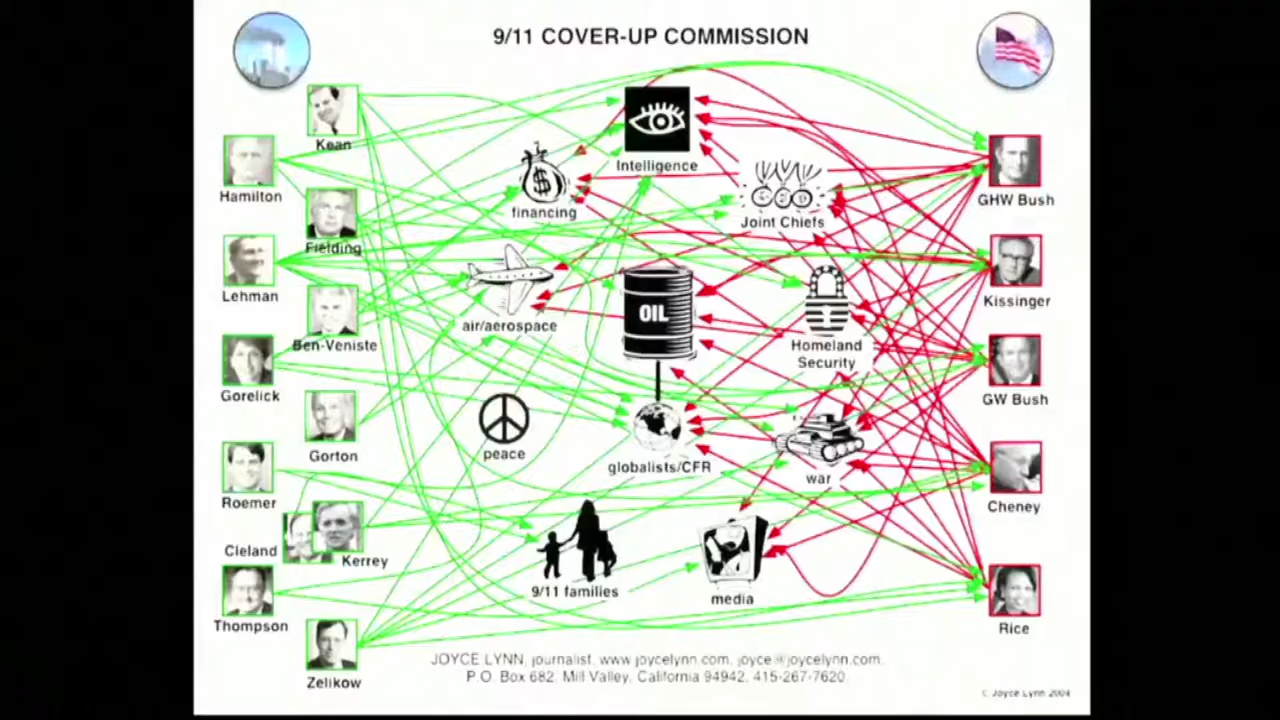 9/11 COVER-UP COMMISSION
Kean
Hamilton
Fielding
Lehman
Ben-Veniste
Gorelick
Gorton
Roemer
Cleland
Kerrey
Thompson
Zelikow
Intelligence
financing
Joint Chiefs
air/aerospace
OIL
Homeland
Security
peace
globalists/CFR
war
9/11 families
media
GHW Bush
Kissinger
GW Bush
Cheney
Rice
JOYCE LYNN, journalist, www.joycelynn.com, joyce@joycelynn.com,
P.O. Box 682, Mill Valley, California 94942, 415-267-7620
© Joyce Lynn 2004